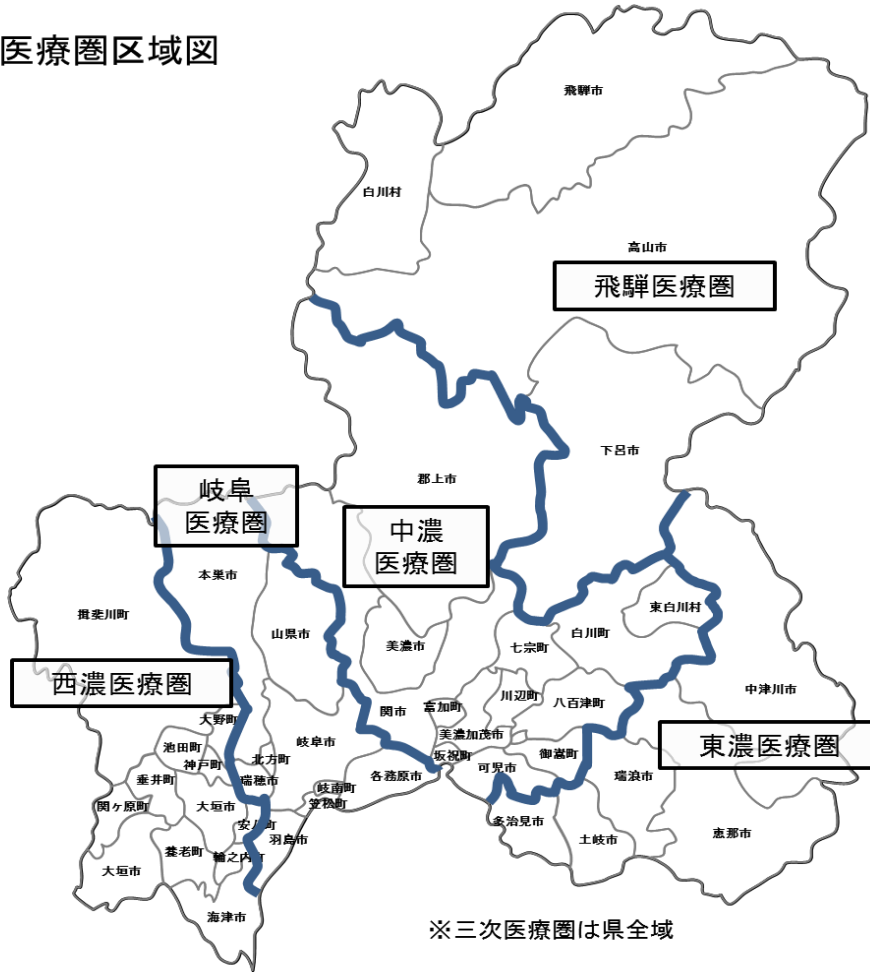 医療圏区域図
飛騨市
白川村
高山市
飛騨医療圏
下呂市
郡上市
岐阜
医療圏
中濃
医療圏
本巣市
揖斐川町
山県市
美濃市
七宗町
白川町
東白川村
西濃医療圏
中津川市
関市
富加町
川辺町
八百津町
大野町
美濃加茂市
東濃医療圏
池田町
岐阜市
坂祝町
御嵩町
神戸町
北方町
可児市
垂井町
瑞穂市
各務原市
瑞浪市
岐南町
笠松町
関ヶ原町
大垣市
安八町
羽島市
多治見市
土岐市
恵那市
養老町
輪之内町
大垣市
海津市
※三次医療圏は県全域